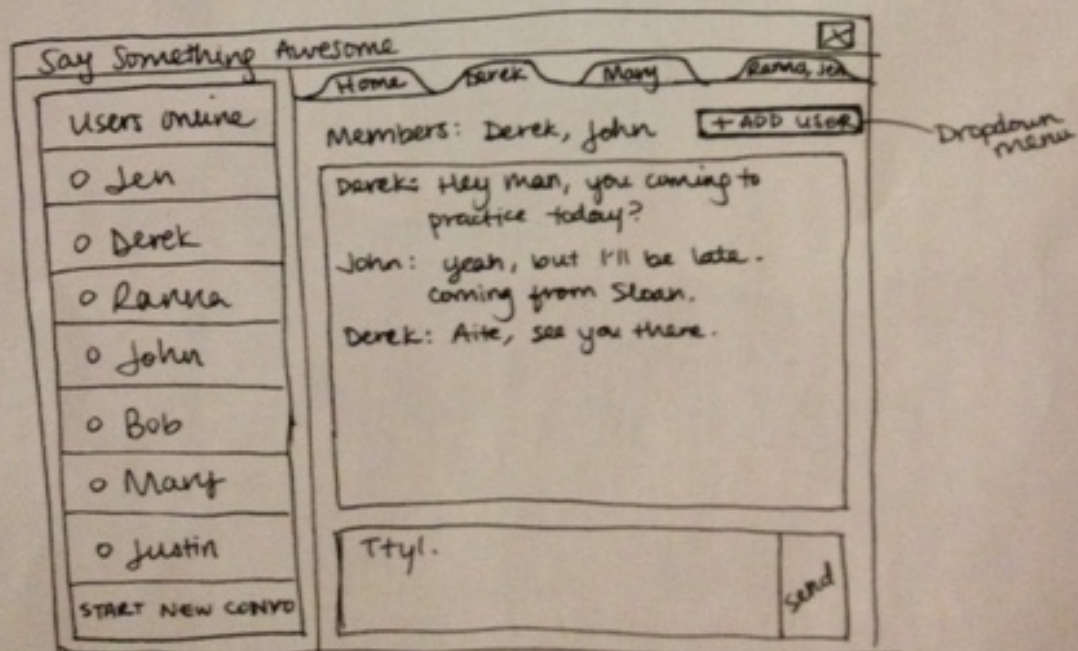 Say Something Awesome
X
Users online
Jen
Derek
Ranna
John
Bob
Mary
Justin
START NEW CONVO
Home
Derek
Mary
Ranna, Jen
Members: Derek, John
+ ADD USER
Dropdown
menu
Derek: Hey man, you coming to
practice today?
John: yeah, but I'll be late.
coming from Sloan.
Derek: Aite, see you there.
Ttyl.
Send